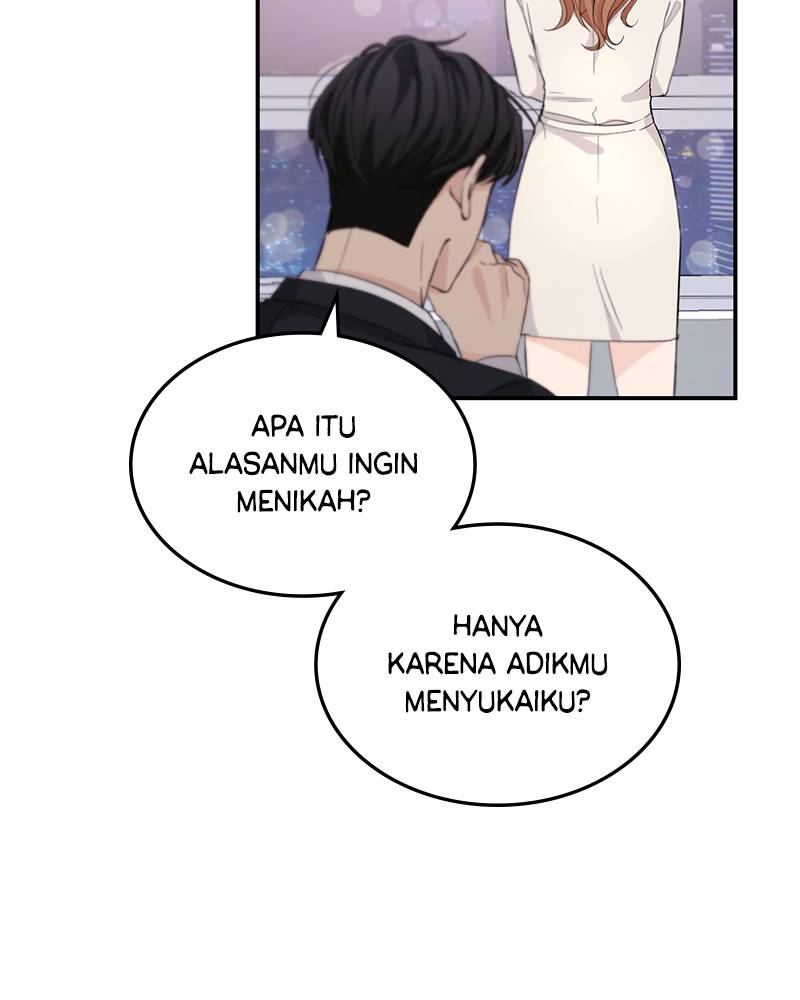 APA ITU
ALASANMU INGIN
MENIKAH?
HANYA
KARENA ADIKMU
MENYUKAIKU?